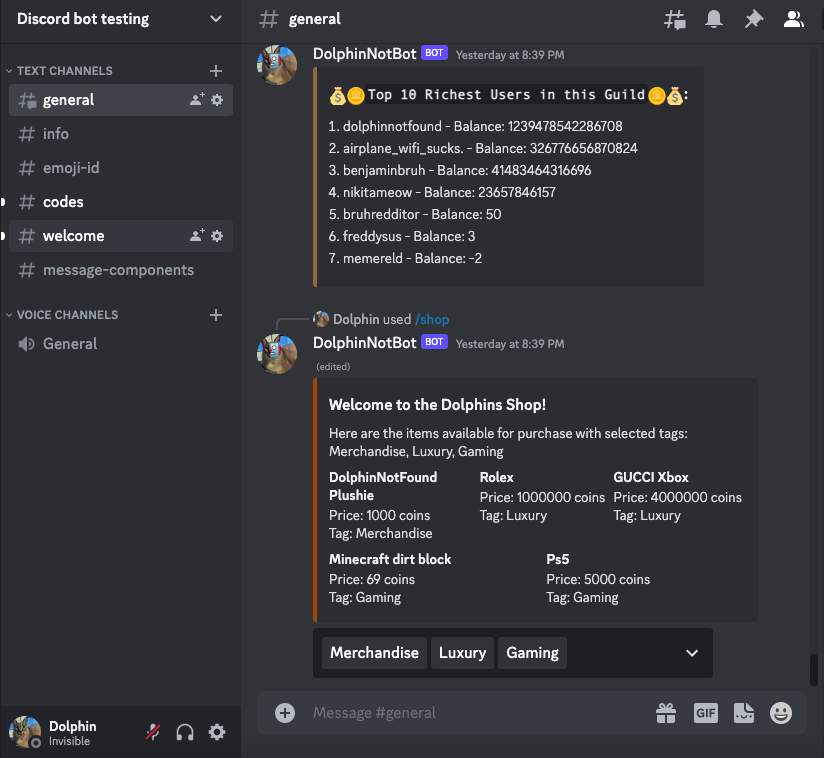 Discord bot testing
TEXT CHANNELS
general
info
emoji-id
codes
welcome
message-components
VOICE CHANNELS
General
Dolphin
Invisible
general
DolphinNotBot BOT Yesterday at 8:39 PM
Top 10 Richest Users in this Guild:
1. dolphinnotfound - Balance: 1239478542286708
2. airplane_wifi_sucks. - Balance: 326776656870824
3. benjaminbruh - Balance: 41483464316696
4. nikitameow - Balance: 23657846157
5. bruhredditor - Balance: 50
6. freddysus - Balance: 3
7. memereld - Balance: -2
Dolphin used /shop
DolphinNotBot BOT Yesterday at 8:39 PM
(edited)
Welcome to the Dolphins Shop!
Here are the items available for purchase with selected tags:
Merchandise, Luxury, Gaming
DolphinNotFound
Plushie
Price: 1000 coins
Tag: Merchandise
Rolex
Price: 1000000 coins
Tag: Luxury
GUCCI Xbox
Price: 4000000 coins
Tag: Luxury
Minecraft dirt block
Price: 69 coins
Tag: Gaming
Ps5
Price: 5000 coins
Tag: Gaming
Merchandise Luxury Gaming
Message #general
GIF